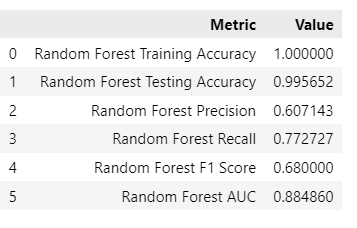 Metric Value
0 Random Forest Training Accuracy 1.000000
1 Random Forest Testing Accuracy 0.995652
2 Random Forest Precision 0.607143
3 Random Forest Recall 0.772727
4 Random Forest F1 Score 0.680000
5 Random Forest AUC 0.884860